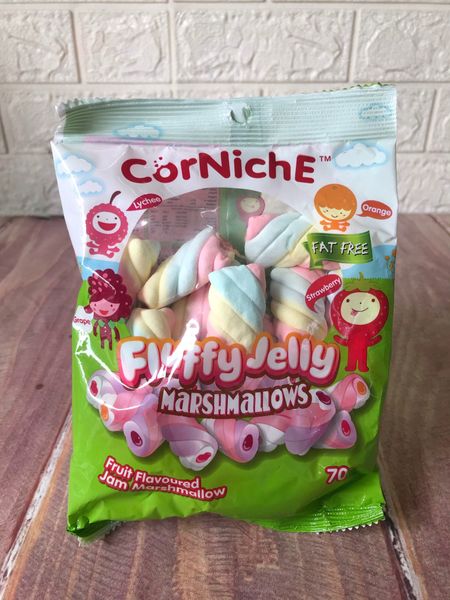 CorNichE™
Lychee
Orange
FAT FREE
Strawberry
Grape
Fluffy Jelly
MARSHMALLOWS
Fruit Flavoured
Jam Marshmallow
70